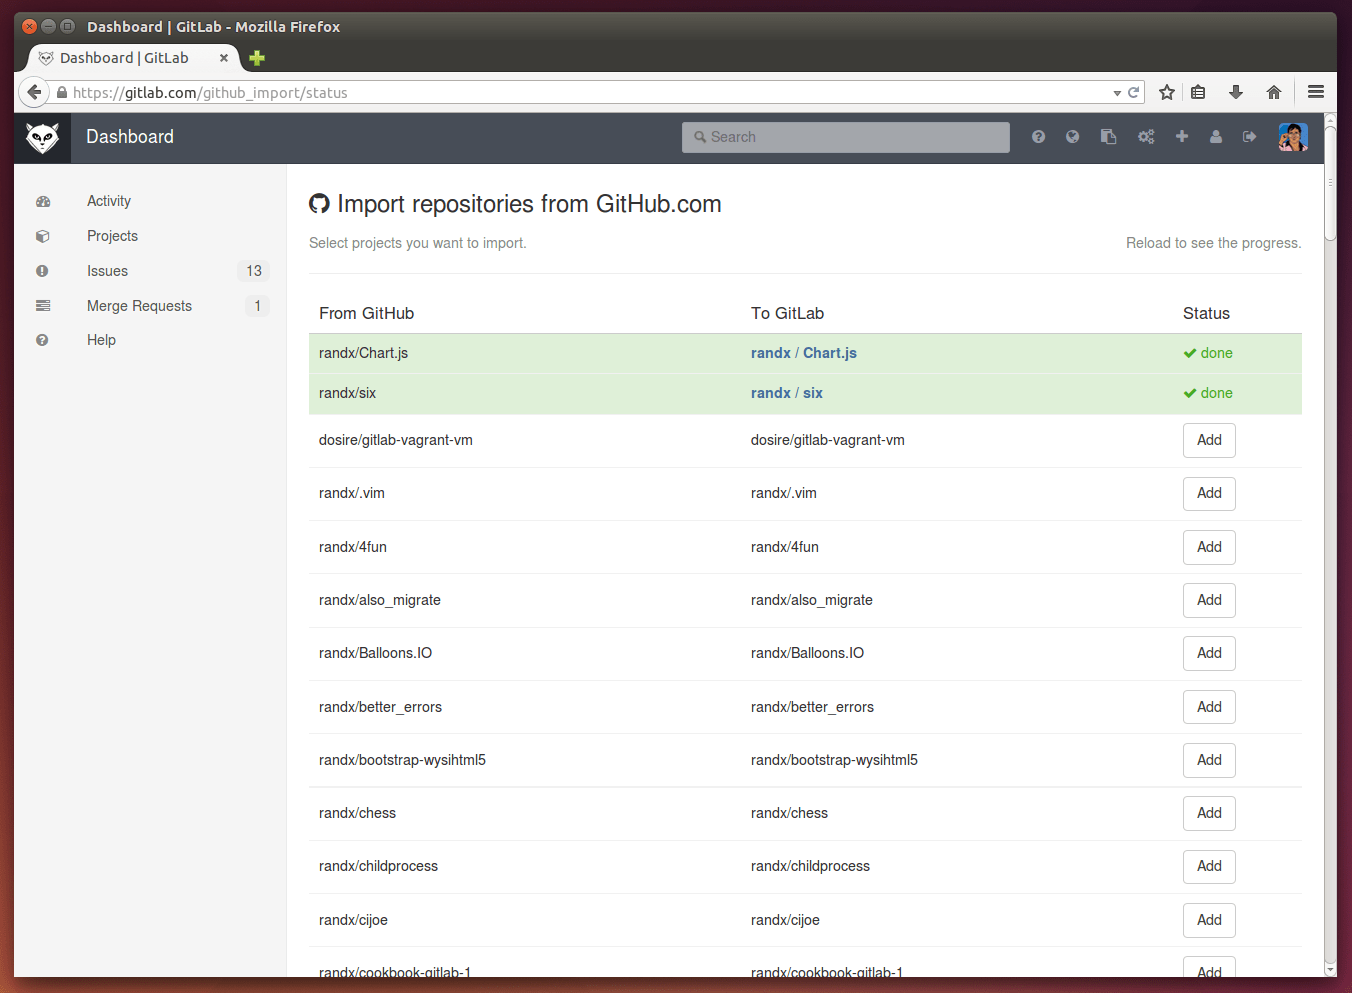 Dashboard | GitLab - Mozilla Firefox
Dashboard | GitLab
https://gitlab.com/github_import/status
Dashboard
Search
Activity
Projects
Issues 13
Merge Requests 1
Help
Import repositories from GitHub.com
Select projects you want to import. Reload to see the progress.
From GitHub To GitLab Status
randx/Chart.js randx / Chart.js done
randx/six randx / six done
dosire/gitlab-vagrant-vm dosire/gitlab-vagrant-vm Add
randx/.vim randx/.vim Add
randx/4fun randx/4fun Add
randx/also_migrate randx/also_migrate Add
randx/Balloons.IO randx/Balloons.IO Add
randx/better_errors randx/better_errors Add
randx/bootstrap-wysihtml5 randx/bootstrap-wysihtml5 Add
randx/chess randx/chess Add
randx/childprocess randx/childprocess Add
randx/cijoe randx/cijoe Add
randx/cookbook-gitlab-1 randx/cookbook-gitlab-1 Add